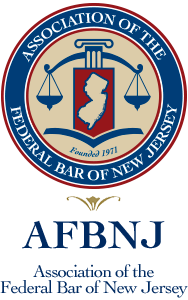 ASSOCIATION OF THE
FEDERAL BAR OF NEW JERSEY
Founded 1971
AFBNJ
Association of the
Federal Bar of New Jersey